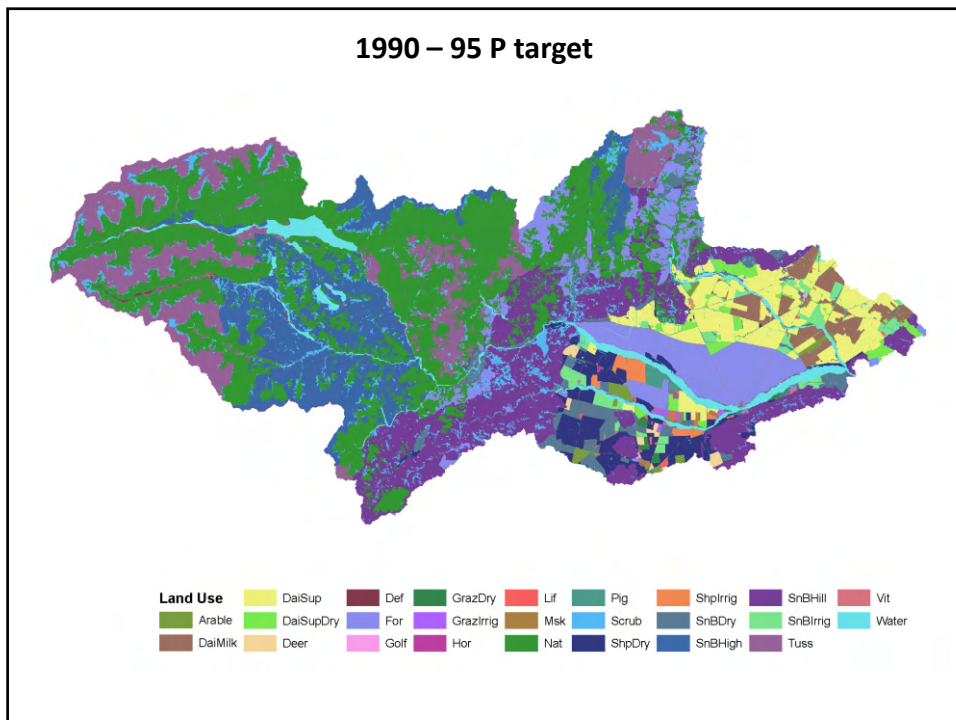 1990 – 95 P target
Land Use
DaiSup
Def
GrazDry
Lif
Pig
ShpIrrig
SnBHill
Vit
Arable
DaiSupDry
For
GrazIrrig
Msk
Scrub
SnBDry
SnBIrrig
Water
DaiMilk
Deer
Golf
Hor
Nat
ShpDry
SnBHigh
Tuss